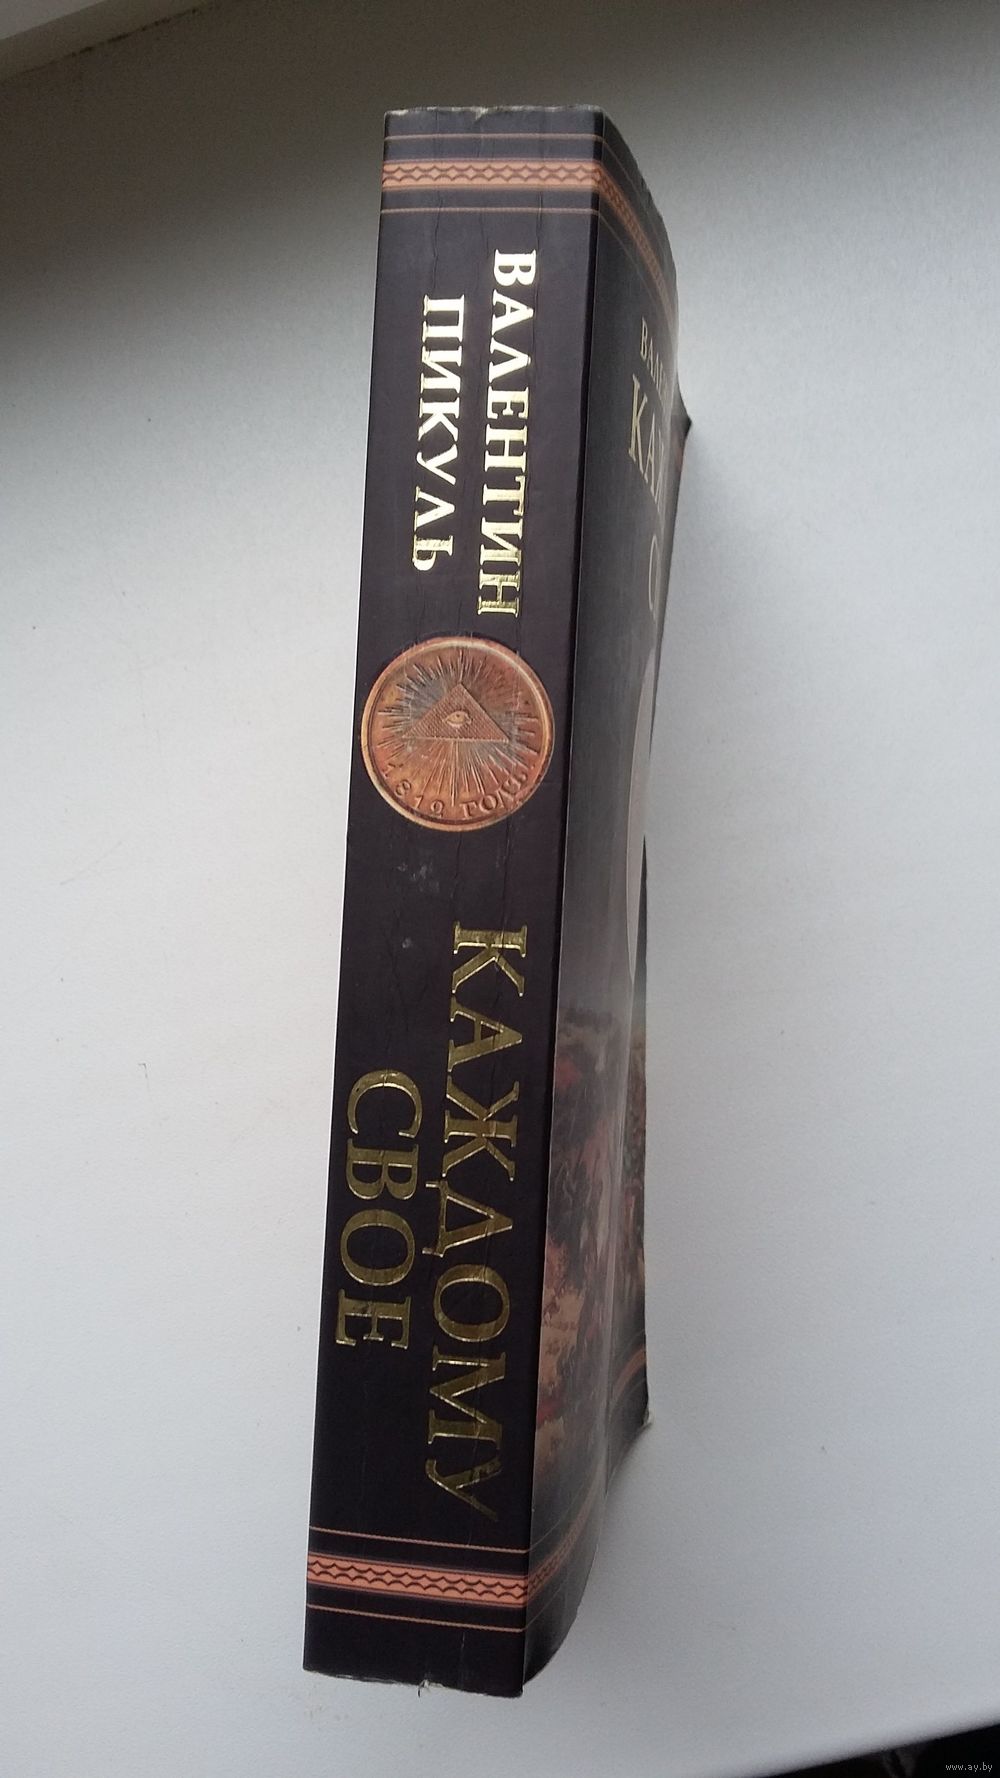 ВАЛЕНТИН
ПИКУЛЬ
1812 ГОДЪ.
КАЖДОМУ
СВОЕ
www.ay.by